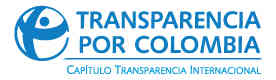 TRANSPARENCIA
POR COLOMBIA
CAPÍTULO TRANSPARENCIA INTERNACIONAL